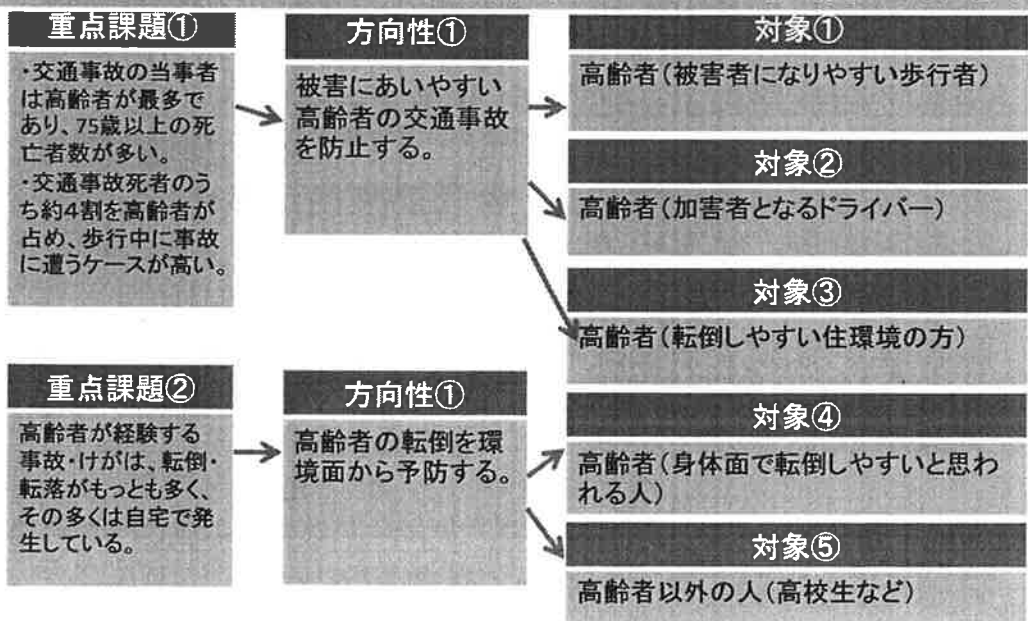 重点課題①
・交通事故の当事者
は高齢者が最多で
あり、75歳以上の死
亡者数が多い。
・交通事故死者のう
ち約4割を高齢者が
占め、歩行中に事故
に遭うケースが高い。
方向性①
被害にあいやすい
高齢者の交通事故
を防止する。
対象①
高齢者(被害者になりやすい歩行者)
対象②
高齢者(加害者となるドライバー)
対象③
高齢者(転倒しやすい住環境の方)
重点課題②
高齢者が経験する
事故・けがは、転倒・
転落がもっとも多く、
その多くは自宅で発
生している。
方向性①
高齢者の転倒を環
境面から予防する。
対象④
高齢者(身体面で転倒しやすいと思わ
れる人)
対象⑤
高齢者以外の人(高校生など)